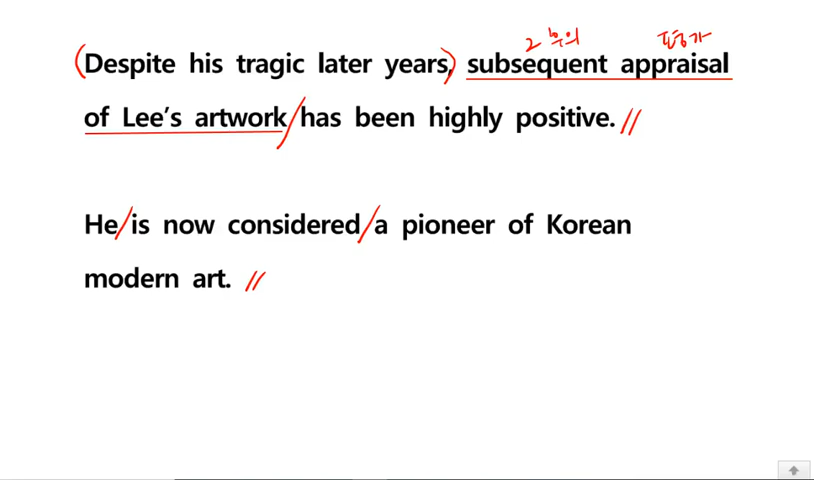 그 후의 평가
Despite his tragic later years, subsequent appraisal
of Lee's artwork has been highly positive.
He is now considered a pioneer of Korean
modern art.